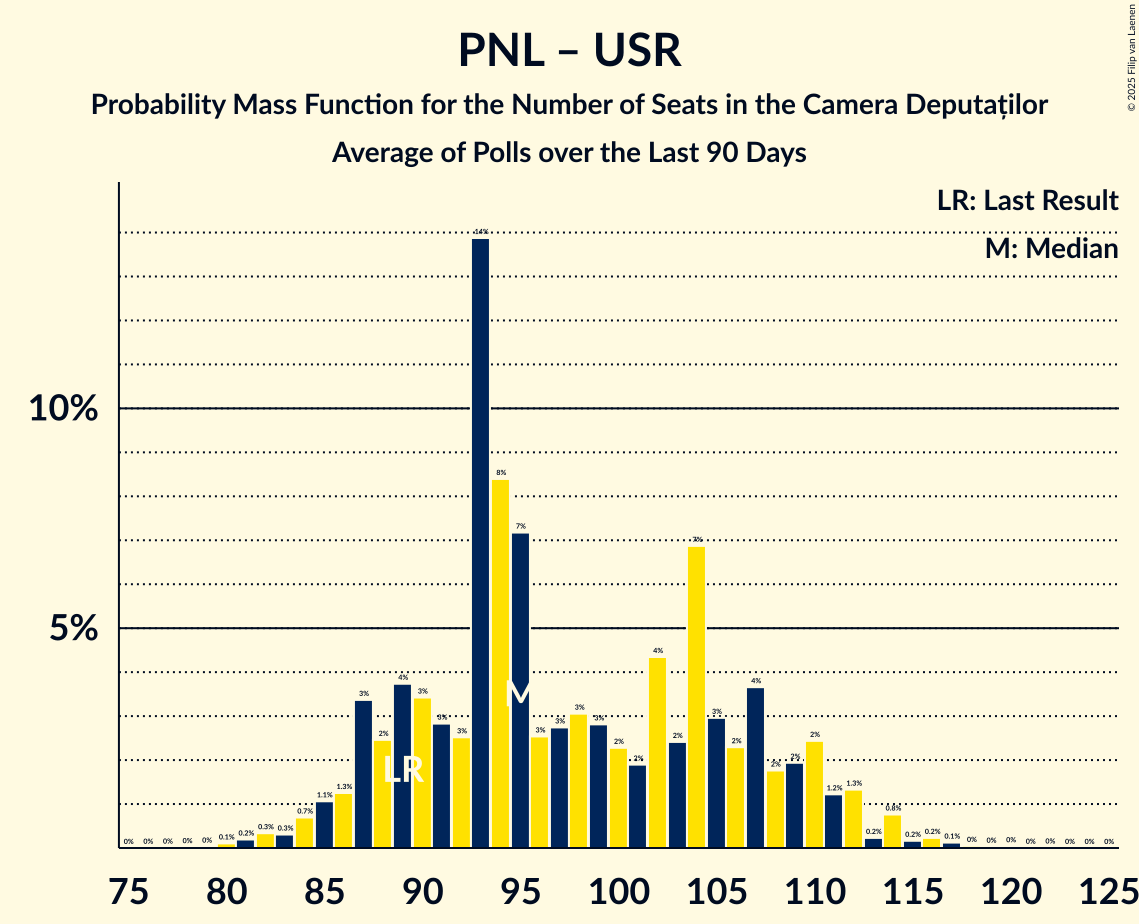 PNL – USR
Probability Mass Function for the Number of Seats in the Camera Deputaților
Average of Polls over the Last 90 Days
© 2025 Filip van Laenen
LR: Last Result
M: Median
10%
5%
0% 0% 0% 0% 0% 0.1% 0.2% 0.3% 0.3% 0.7% 1.1% 1.3% 3% 2% 4% 3% 3% 3% 14% 8% 7% 3% 3% 3% 3% 2% 2% 4% 2% 7% 3% 2% 4% 2% 2% 2% 1.2% 1.3% 0.2% 0.8% 0.2% 0.2% 0.1% 0% 0% 0% 0% 0% 0% 0% 0%
LR
M
75 80 85 90 95 100 105 110 115 120 125